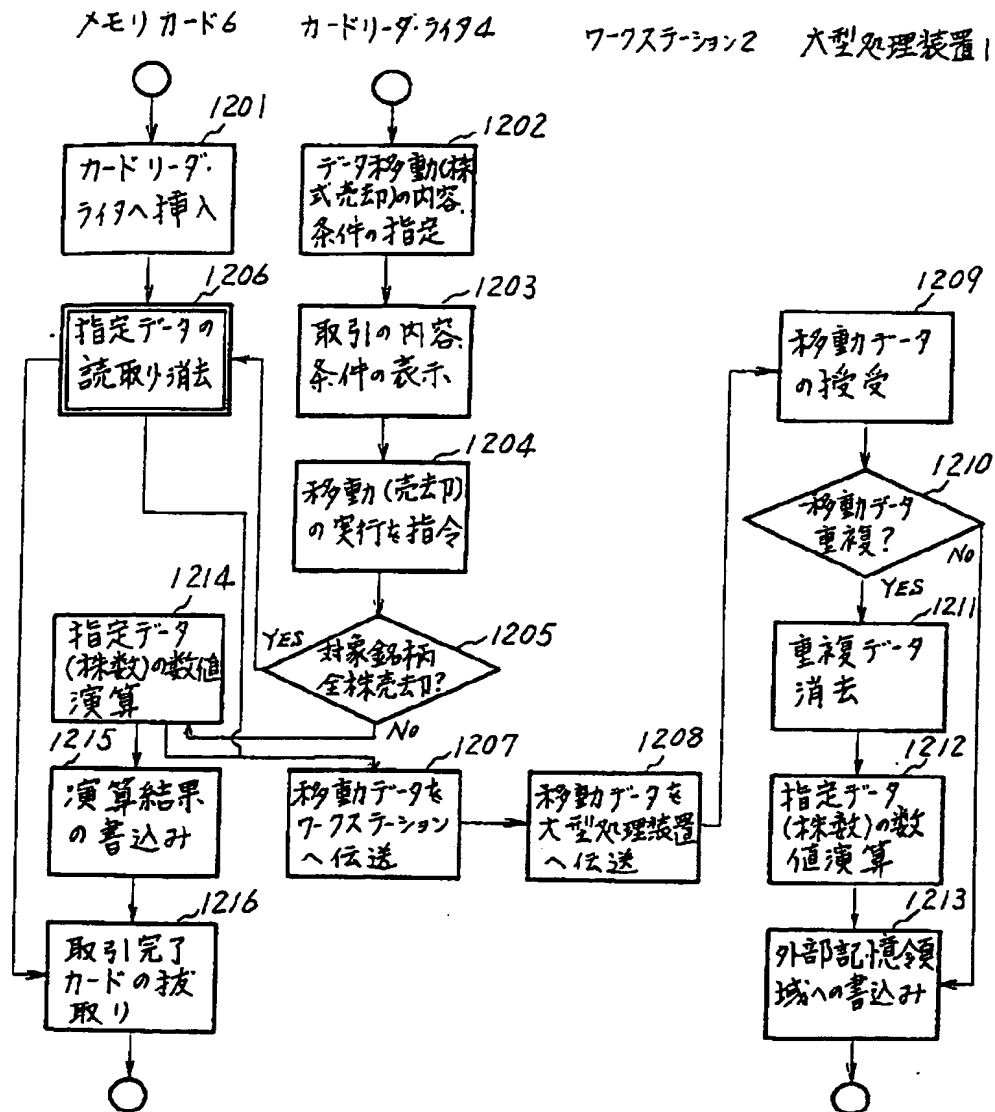 メモリカード6
カードリーダ・ライタ4
ワークステーション2
大型処理装置1
1201
カードリーダ・
ライタへ挿入
1202
データ移動(株
式売却)の内容、
条件の指定
1206
指定データの
読取り消去
1203
取引の内容、
条件の表示
1204
移動(売却)
の実行を指令
1205
対象銘柄
全株売却?
YES
No
1214
指定データ
(株数)の数値
演算
1215
演算結果
の書込み
1216
取引完了
カードの抜
取り
1207
移動データを
ワークステーション
へ伝送
1208
移動データを
大型処理装置
へ伝送
1209
移動データ
の授受
1210
移動データ
重複?
No
YES
1211
重複データ
消去
1212
指定データ
(株数)の数
値演算
1213
外部記憶領
域への書込み